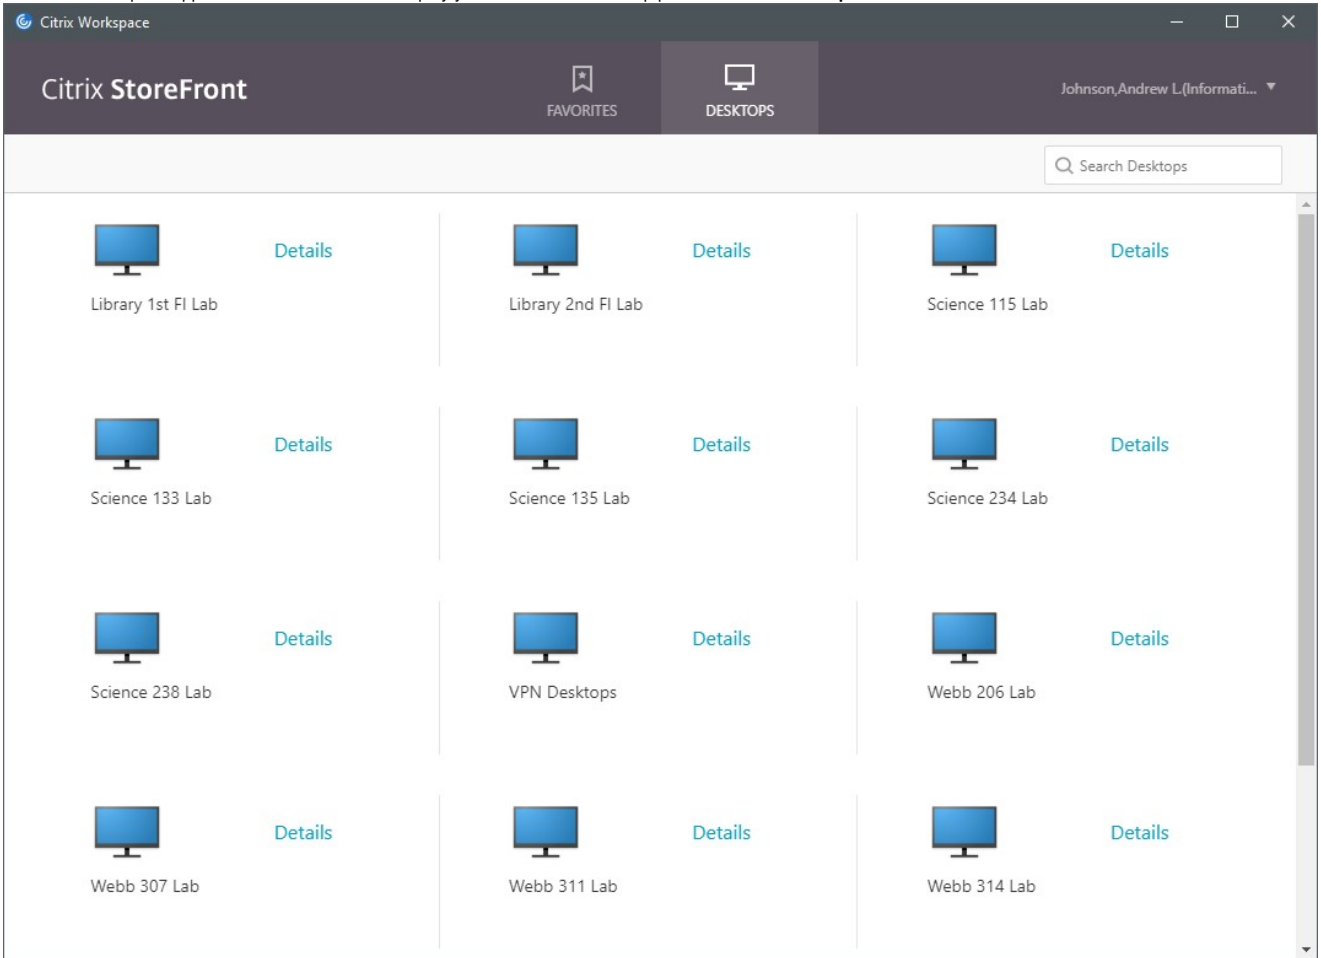 Citrix Workspace
Citrix StoreFront
FAVORITES
DESKTOPS
Johnson,Andrew L.(Informati...
Search Desktops
Details
Details
Details
Library 1st Fl Lab
Library 2nd Fl Lab
Science 115 Lab
Details
Details
Details
Science 133 Lab
Science 135 Lab
Science 234 Lab
Details
Details
Details
Science 238 Lab
VPN Desktops
Webb 206 Lab
Details
Details
Details
Webb 307 Lab
Webb 311 Lab
Webb 314 Lab